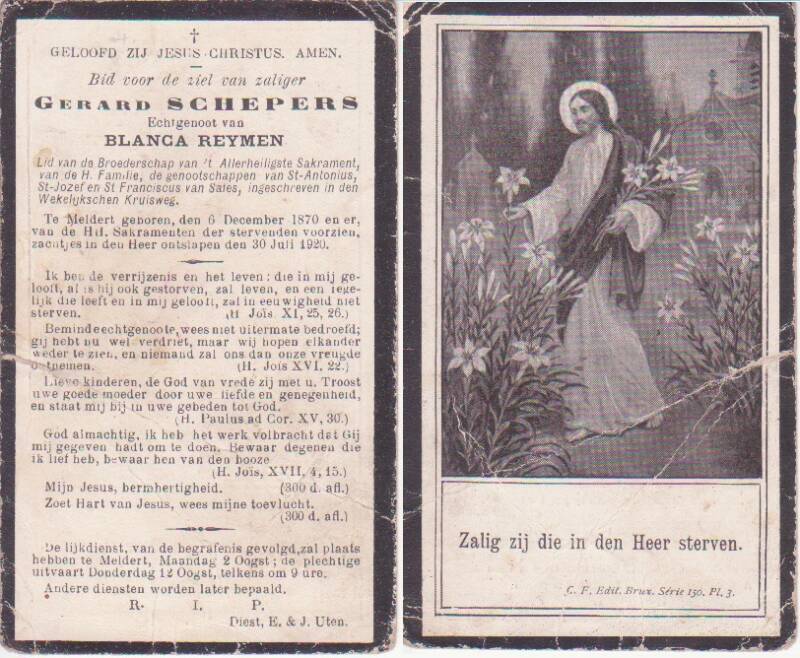 †
GELOOFD ZIJ JESUS-CHRISTUS. AMEN.
Bid voor de ziel van zaliger
GERARD SCHEPERS
Echtgenoot van
BLANCA REYMEN
Lid van de Broederschap van 't Allerheiligste Sakrament,
van de H. Familie, de genootschappen van St-Antonius,
St-Jozef en St Franciscus van Sales, ingeschreven in den
Wekelijkschen Kruisweg.
Te Meldert geboren, den 6 December 1870 en er,
van de HH. Sakramenten der stervenden voorzien,
zachtjes in den Heer ontslapen den 30 Juli 1920.
Ik ben de verrijzenis en het leven: die in mij ge-
looft, al is hij ook gestorven, zal leven, en een iege-
lijk die leeft en in mij gelooft, zal in eeuwigheid niet
sterven. (H Joïs XI, 25, 26.)
Beminde echtgenoote, wees niet uitermate bedroefd;
gij hebt nu wel verdriet, maar wij hopen elkander
weder te zien, en niemand zal ons dan onze vreugde
ontnemen. (H. Joïs XVI, 22.)
Lieve kinderen, de God van vrede zij met u. Troost
uwe goede moeder door uwe liefde en genegenheid,
en staat mij bij in uwe gebeden tot God.
(H. Paulus ad Cor. XV, 30.)
God almachtig, ik heb het werk volbracht dat Gij
mij gegeven hadt om te doen. Bewaar degenen die
ik lief heb, bewaar hen van den booze
(H. Joïs, XVII, 4, 15.)
Mijn Jesus, bermhertigheid. (300 d. afl.)
Zoet Hart van Jesus, wees mijne toevlucht.
(300 d. afl.)
De lijkdienst, van de begrafenis gevolgd, zal plaats
hebben te Meldert, Maandag 2 Oogst; de plechtige
uitvaart Donderdag 12 Oogst, telkens om 9 ure.
Andere diensten worden later bepaald.
R. I. P.
Diest, E. & J. Uten.
Zalig zij die in den Heer sterven.
C. F. Edit. Brux. Série 150. Pl. 3.